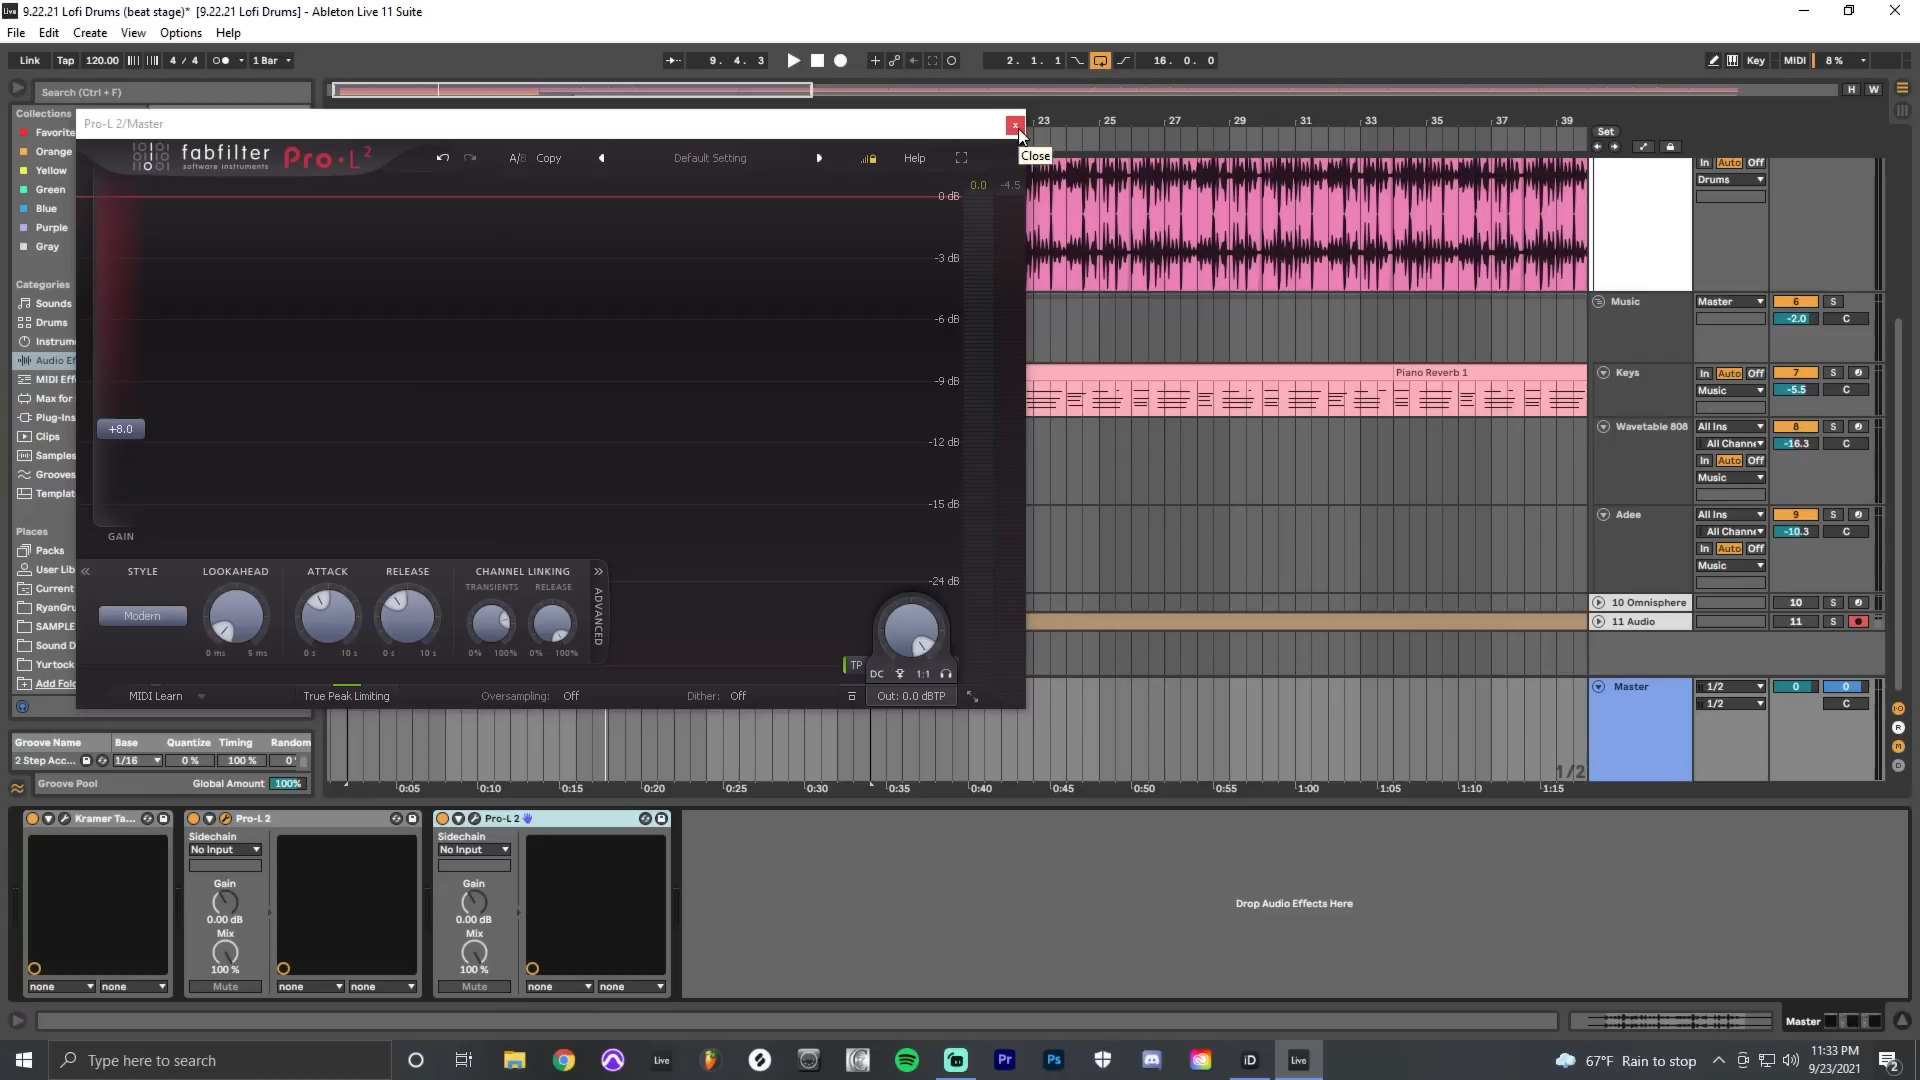 9.22.21 Lofi Drums (beat stage)* [9.22.21 Lofi Drums] - Ableton Live 11 Suite
File Edit Create View Options Help
Link Tap 120.00 4 / 4 1 Bar 9. 4. 3 2. 1. 1 16. 0. 0 Key MIDI 8 %
Search (Ctrl + F) H W
Collections
Favorite
Orange
Yellow
Green
Blue
Purple
Gray
Categories
Sounds
Drums
Instrum
Audio Ef
MIDI Eff
Max for
Plug-Ins
Clips
Samples
Grooves
Templat
Places
Packs
User Lib
Current
RyanGru
SAMPLE
Sound D
Yurtock
Add Fol
Pro-L 2/Master
Close
fabfilter
software instruments
Pro·L 2
A/B Copy Default Setting Help
0.0 -4.5
0 dB
-3 dB
-6 dB
-9 dB
-12 dB
-15 dB
-24 dB
+8.0
GAIN
STYLE LOOKAHEAD ATTACK RELEASE CHANNEL LINKING
TRANSIENTS RELEASE
Modern
ADVANCED
0 ms 5 ms 0 s 10 s 0 s 10 s 0% 100% 0% 100%
TP
DC 1:1
MIDI Learn True Peak Limiting Oversampling: Off Dither: Off Out: 0.0 dBTP
23 25 27 29 31 33 35 37 39
Set
In Auto Off
Drums
Music Master 6 S
-2.0 C
Piano Reverb 1
Keys In Auto Off 7 S
Music -5.5 C
Wavetable 808 All Ins 8 S
All Channe -16.3 C
In Auto Off
Music
Adee All Ins 9 S
All Channe -10.3 C
In Auto Off
Music
10 Omnisphere 10 S
11 Audio 11 S
Master 1/2 0 0
1/2 C
1/2
0:05 0:10 0:15 0:20 0:25 0:30 0:35 0:40 0:45 0:50 0:55 1:00 1:05 1:10 1:15
Groove Name Base Quantize Timing Random
2 Step Acc... 1/16 0 % 100 % 0
Groove Pool Global Amount 100%
Kramer Ta...
none none
Pro-L 2
Sidechain
No Input
Gain
0.00 dB
Mix
100 %
Mute none none
Pro-L 2
Sidechain
No Input
Gain
0.00 dB
Mix
100 %
Mute none none
Drop Audio Effects Here
Master
Type here to search
Live
Pr
Ps
iD
Live
67°F Rain to stop
11:33 PM
9/23/2021
2